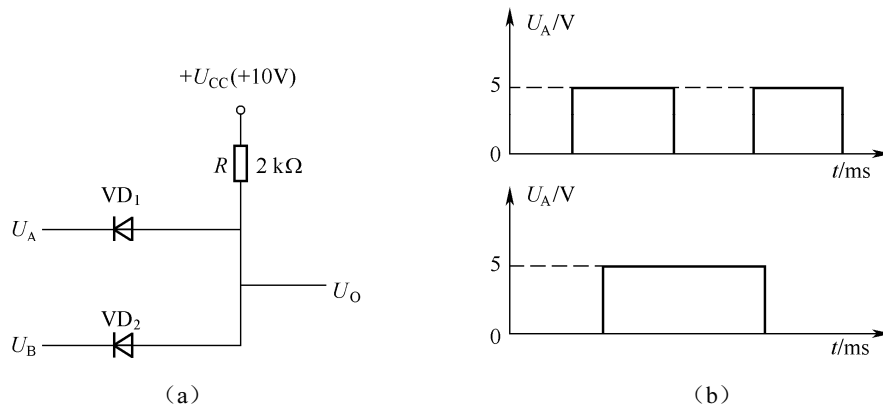 +U_CC(+10V)
R 2 kΩ
VD₁
U_A
U_O
VD₂
U_B
(a)
U_A/V
5
0
t/ms
U_A/V
5
0
t/ms
(b)